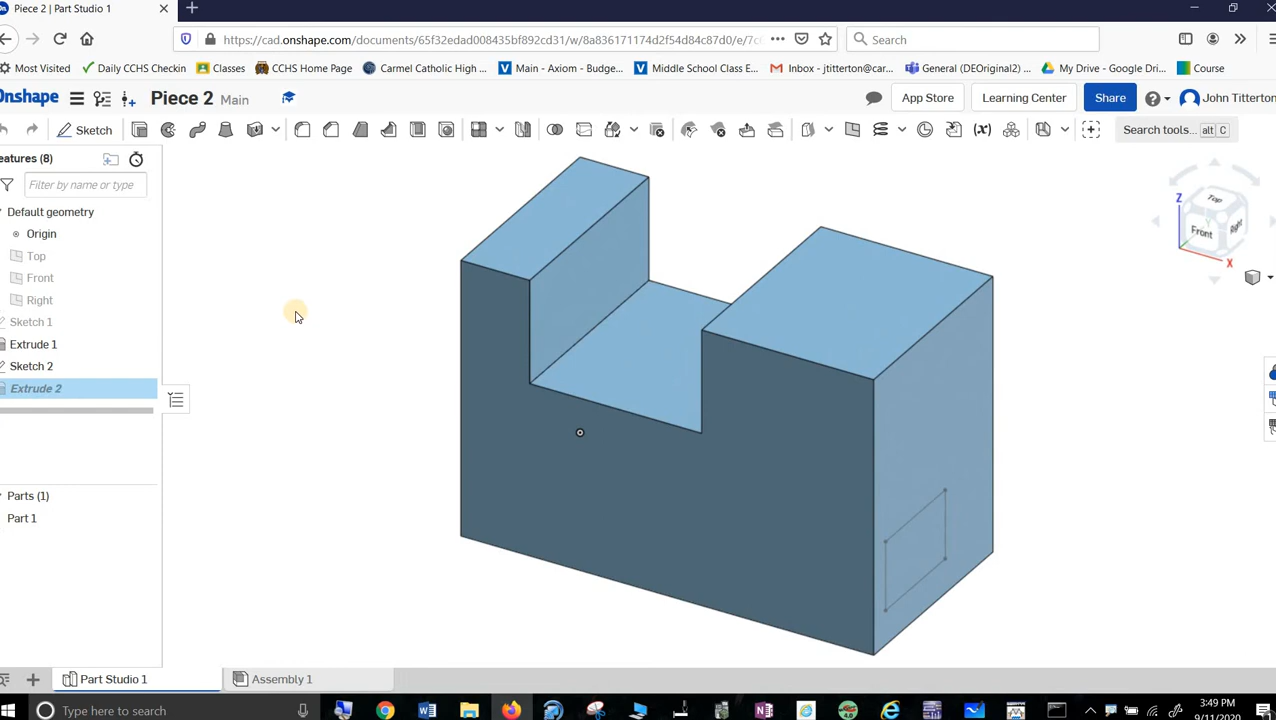 Piece 2 | Part Studio 1
https://cad.onshape.com/documents/65f32edad008435bf892cd31/w/8a836171174d2f54d84c87d0/e/7c
Search
Most Visited
Daily CCHS Checkin
Classes
CCHS Home Page
Carmel Catholic High ...
Main - Axiom - Budge...
Middle School Class E...
Inbox - jtitterton@car...
General (DEOriginal2) ...
My Drive - Google Dri...
Course
Onshape
Piece 2 Main
App Store
Learning Center
Share
John Titterton
Sketch
(x)
Search tools... alt C
eatures (8)
Filter by name or type
Default geometry
Origin
Top
Front
Right
Sketch 1
Extrude 1
Sketch 2
Extrude 2
Parts (1)
Part 1
Z
Top
Front
Right
X
Part Studio 1
Assembly 1
Type here to search
3:49 PM
9/11/2020